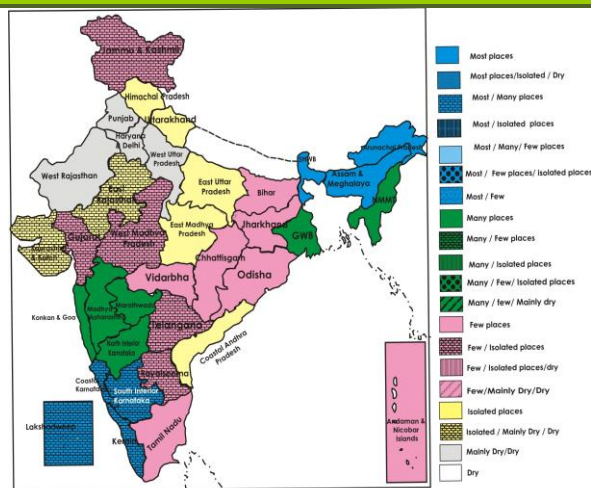 Jammu & Kashmir
Himachal Pradesh
Punjab
Uttarakhand
Haryana
& Delhi
West Uttar
Pradesh
West Rajasthan
East
Rajasthan
East Uttar
Pradesh
Bihar
SHWB
Arunachal Pradesh
Assam &
Meghalaya
NMMT
Gujarat
& Kutch
West Madhya
Pradesh
East Madhya
Pradesh
Jharkhand
GWB
Chhattisgarh
Vidarbha
Odisha
Konkan & Goa
Madhya
Maharashtra
Marathwada
Telangana
North Interior
Karnataka
Coastal Andhra
Pradesh
Rayalseema
Coastal
Karnataka
South Interior
Karnataka
Lakshadweep
Kerala
Tamil Nadu
Andaman &
Nicobar
Islands
Most places
Most places/Isolated / Dry
Most / Many places
Most / Isolated places
Most / Many/Few places
Most / Few places/Isolated places
Most / Few
Many places
Many / Few places
Many / Isolated places
Many / Few/ Isolated places
Many / few/ Mainly dry
Few places
Few / Isolated places
Few / Isolated places/dry
Few/Mainly Dry/Dry
Isolated places
Isolated / Mainly Dry / Dry
Mainly Dry/Dry
Dry